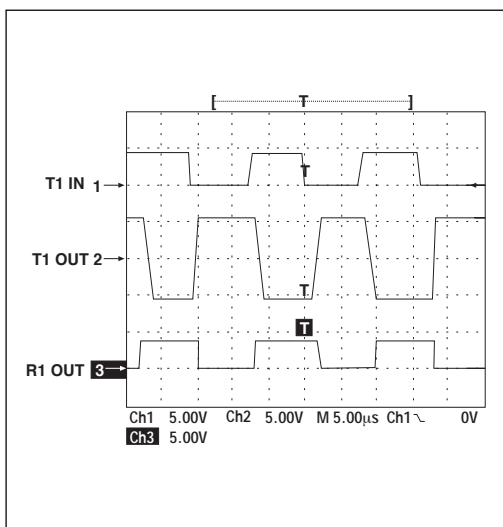 [ T ]
T
T1 IN 1
T1 OUT 2
T
T
R1 OUT 3
Ch1 5.00V Ch2 5.00V M 5.00µs Ch1 0V
Ch3 5.00V